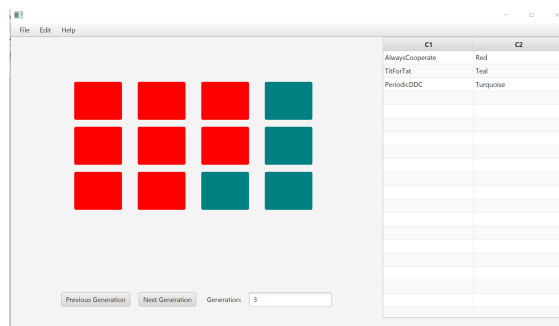 File Edit Help
C1 C2
AlwaysCooperate Red
TitForTat Teal
PeriodicDDC Turquoise
Previous Generation Next Generation Generation: 3